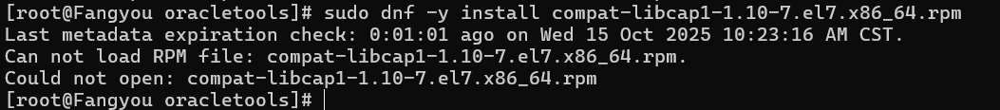 [root@Fangyou oracletools]# sudo dnf -y install compat-libcap1-1.10-7.el7.x86_64.rpm
Last metadata expiration check: 0:01:01 ago on Wed 15 Oct 2025 10:23:16 AM CST.
Can not load RPM file: compat-libcap1-1.10-7.el7.x86_64.rpm.
Could not open: compat-libcap1-1.10-7.el7.x86_64.rpm
[root@Fangyou oracletools]#